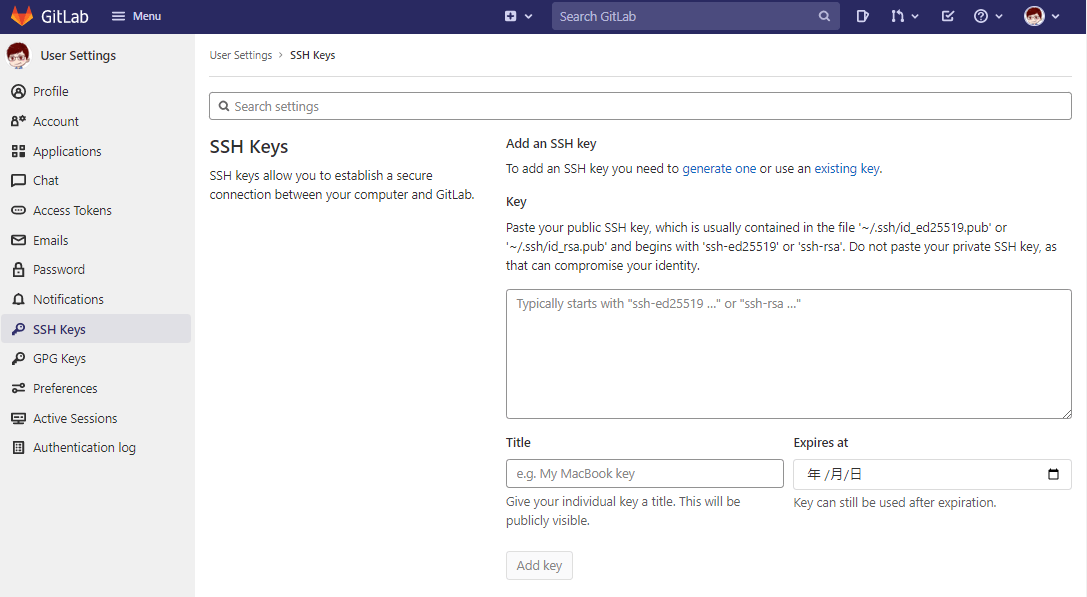 GitLab
Menu
Search GitLab
User Settings
Profile
Account
Applications
Chat
Access Tokens
Emails
Password
Notifications
SSH Keys
GPG Keys
Preferences
Active Sessions
Authentication log
User Settings › SSH Keys
Search settings
SSH Keys
SSH keys allow you to establish a secure
connection between your computer and GitLab.
Add an SSH key
To add an SSH key you need to generate one or use an existing key.
Key
Paste your public SSH key, which is usually contained in the file '~/.ssh/id_ed25519.pub' or
'~/.ssh/id_rsa.pub' and begins with 'ssh-ed25519' or 'ssh-rsa'. Do not paste your private SSH key, as
that can compromise your identity.
Typically starts with "ssh-ed25519 ..." or "ssh-rsa ..."
Title
e.g. My MacBook key
Give your individual key a title. This will be
publicly visible.
Expires at
年 /月/日
Key can still be used after expiration.
Add key